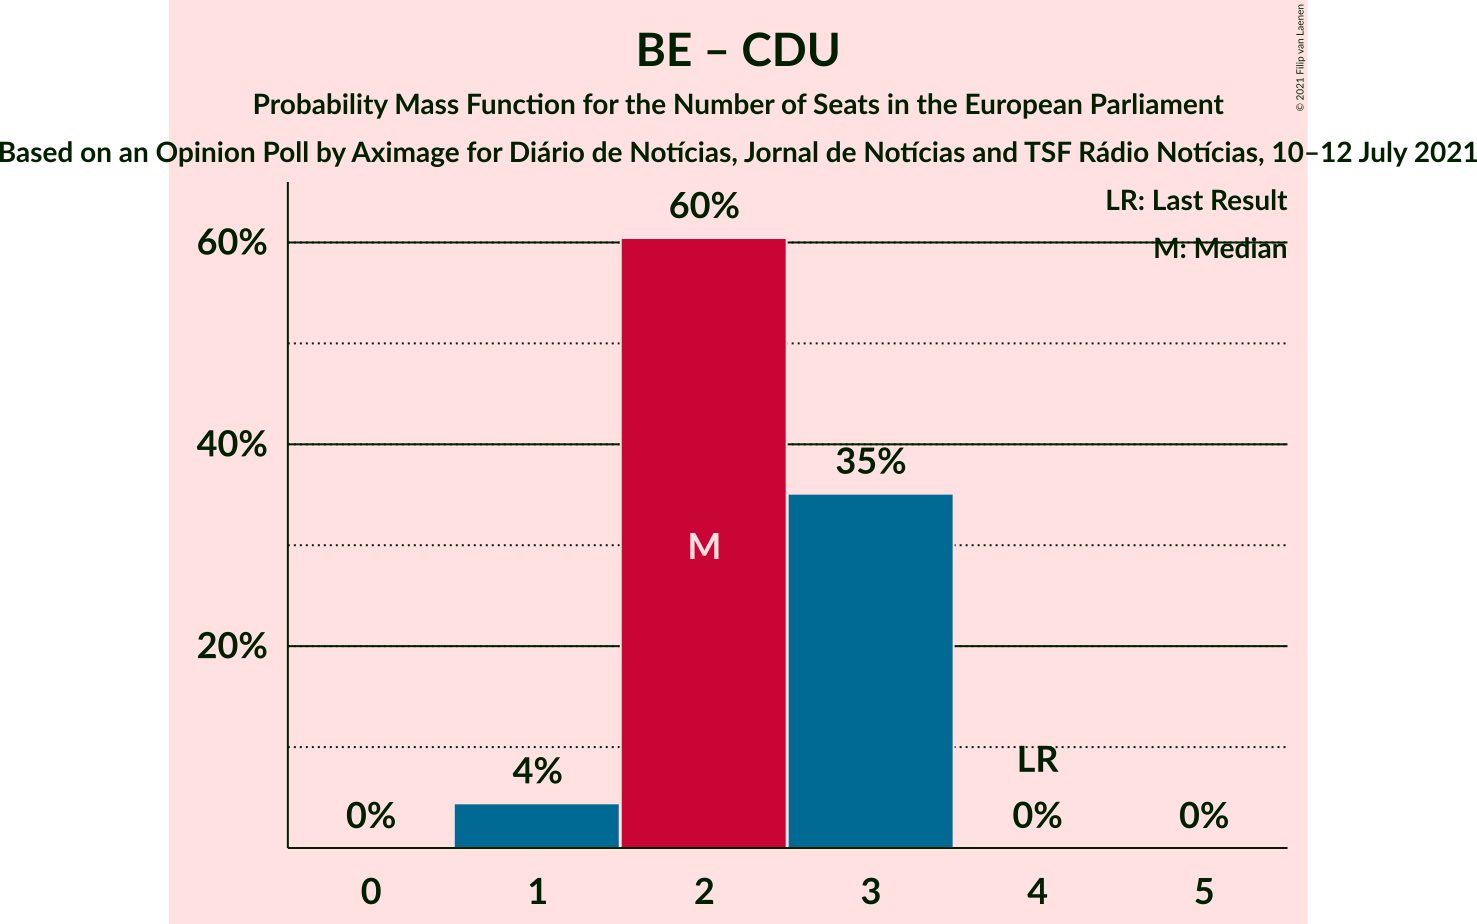 BE – CDU
Probability Mass Function for the Number of Seats in the European Parliament
Based on an Opinion Poll by Aximage for Diário de Notícias, Jornal de Notícias and TSF Rádio Notícias, 10–12 July 2021
© 2021 Filip van Laenen
LR: Last Result
M: Median
60%
60%
40%
35%
M
20%
4%
LR
0%
0%
0%
0 1 2 3 4 5